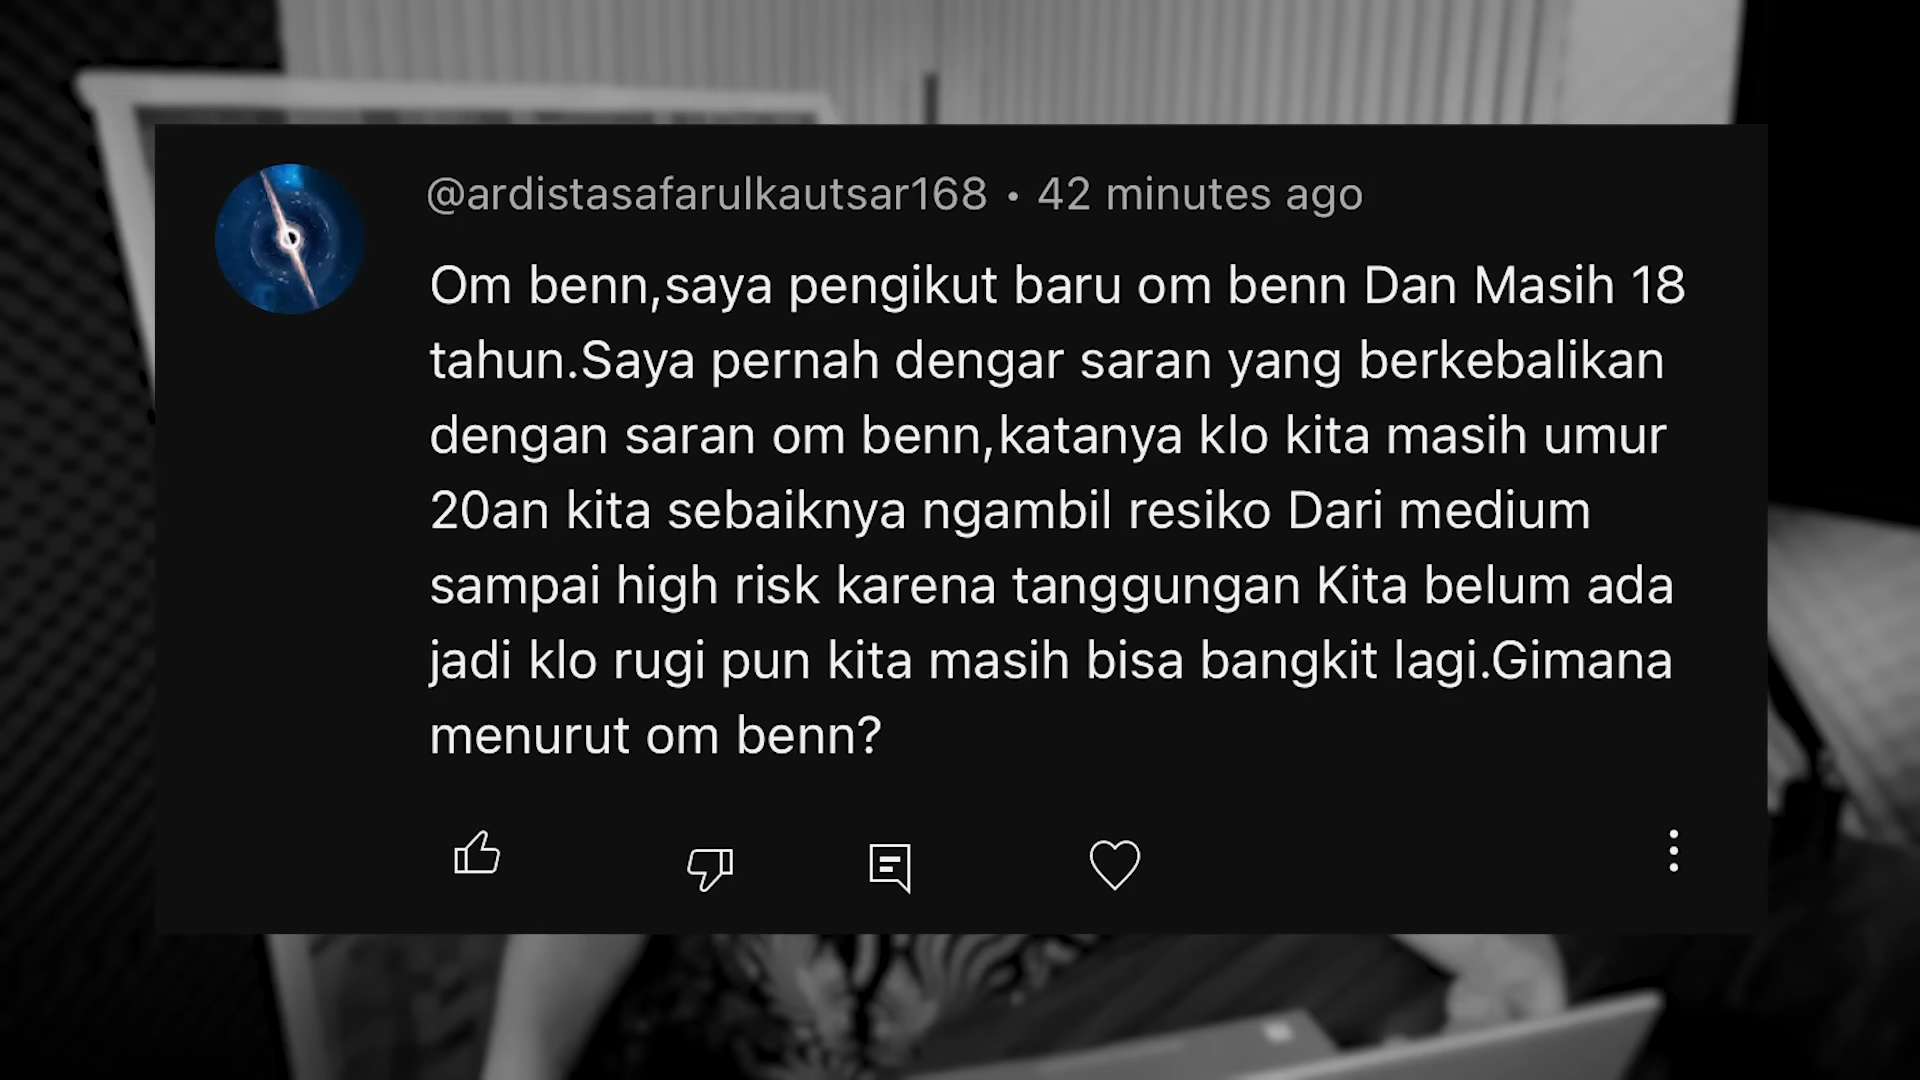 @ardistasafarulkautsar168 • 42 minutes ago
Om benn,saya pengikut baru om benn Dan Masih 18
tahun.Saya pernah dengar saran yang berkebalikan
dengan saran om benn,katanya klo kita masih umur
20an kita sebaiknya ngambil resiko Dari medium
sampai high risk karena tanggungan Kita belum ada
jadi klo rugi pun kita masih bisa bangkit lagi.Gimana
menurut om benn?